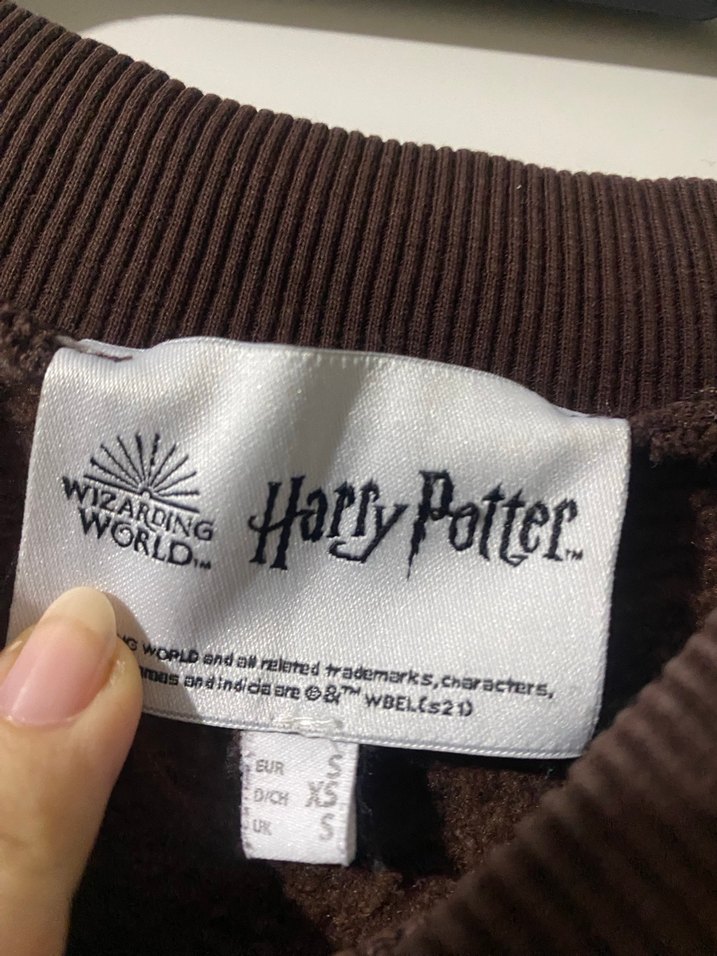 WIZARDING
WORLD™
Harry Potter™
WORLD and all related trademarks, characters,
and indicia are ©&™ WBEI. (s21)
EUR S
D/CH XS
UK S